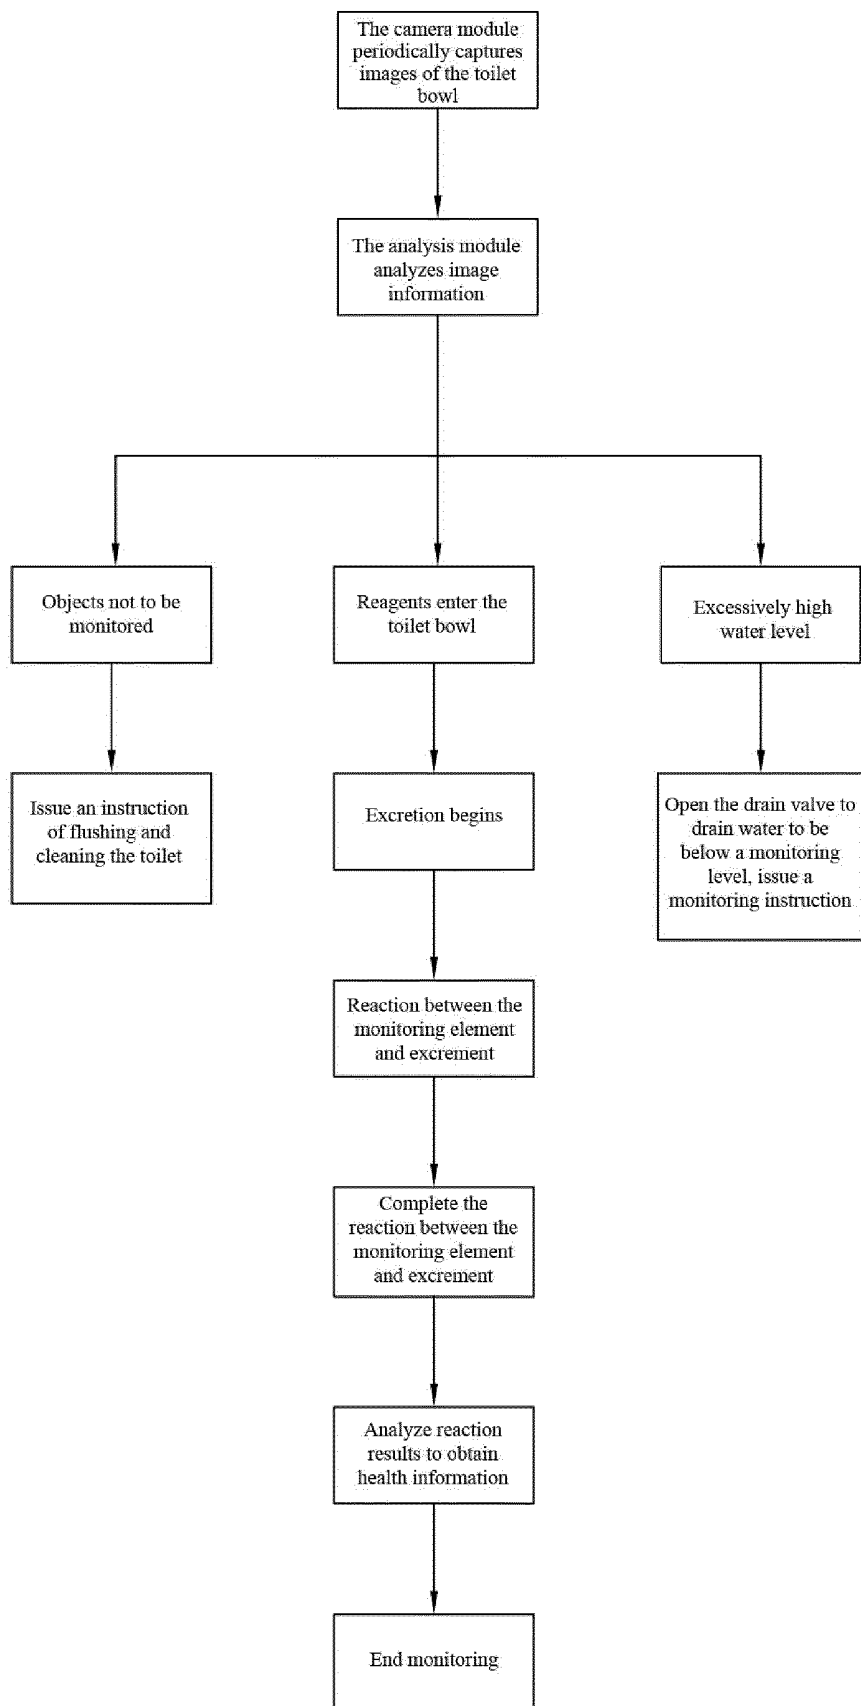 The camera module
periodically captures
images of the toilet
bowl
The analysis module
analyzes image
information
Objects not to be
monitored
Reagents enter the
toilet bowl
Excessively high
water level
Issue an instruction
of flushing and
cleaning the toilet
Excretion begins
Open the drain valve to
drain water to be
below a monitoring
level, issue a
monitoring instruction
Reaction between the
monitoring element
and excrement
Complete the
reaction between the
monitoring element
and excrement
Analyze reaction
results to obtain
health information
End monitoring